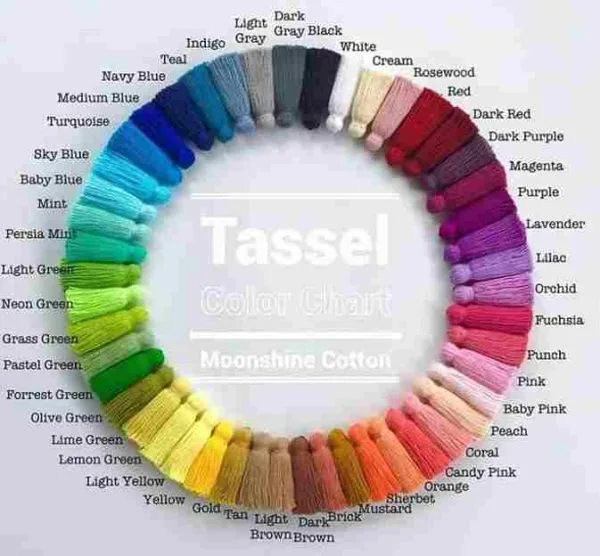 Tassel
Color Chart
Moonshine Cotton
Black
White
Cream
Rosewood
Red
Dark Red
Dark Purple
Magenta
Purple
Lavender
Lilac
Orchid
Fuchsia
Punch
Pink
Baby Pink
Peach
Coral
Candy Pink
Orange
Sherbet
Mustard
Brick
Dark
Brown
Light
Brown
Tan
Gold
Yellow
Light Yellow
Lemon Green
Lime Green
Olive Green
Forrest Green
Pastel Green
Grass Green
Neon Green
Light Green
Persia Mint
Mint
Baby Blue
Sky Blue
Turquoise
Medium Blue
Navy Blue
Teal
Indigo
Light
Gray
Dark
Gray